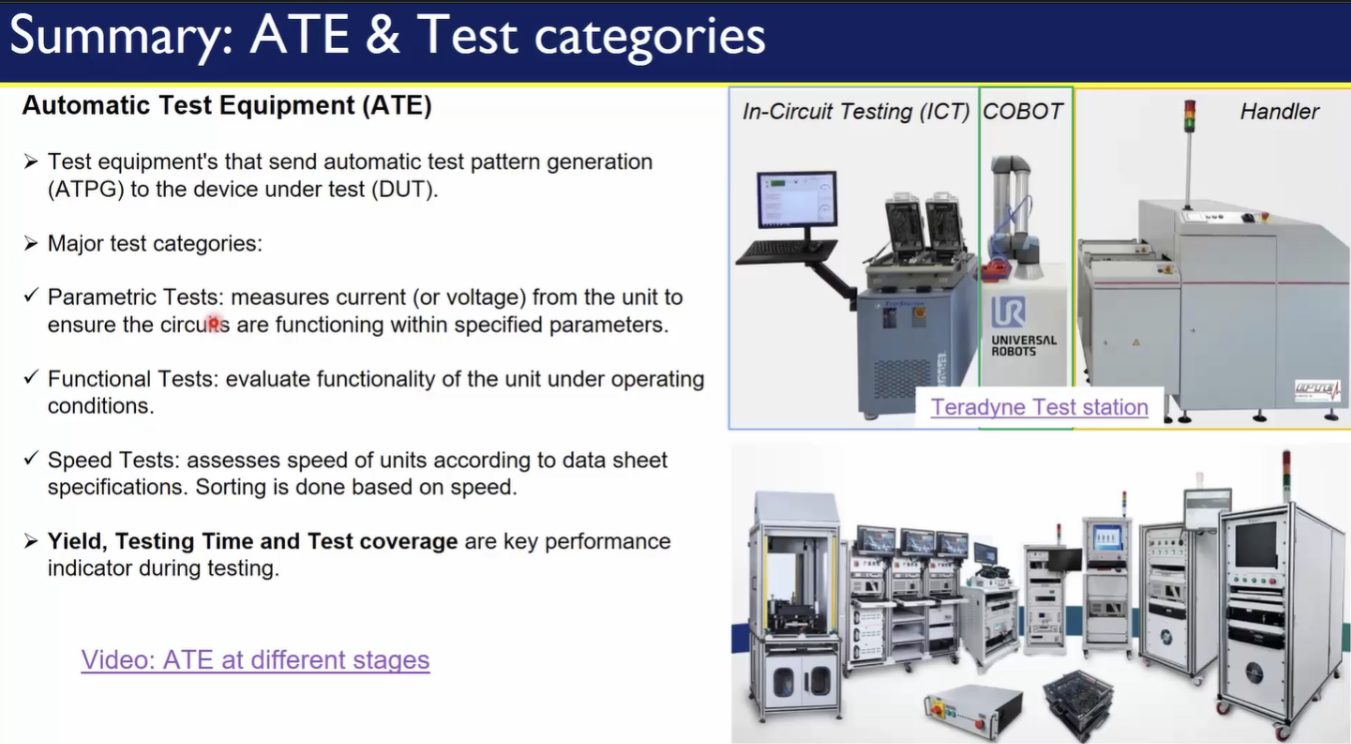 Summary: ATE & Test categories
Automatic Test Equipment (ATE)
➢ Test equipment's that send automatic test pattern generation
(ATPG) to the device under test (DUT).
➢ Major test categories:
✓ Parametric Tests: measures current (or voltage) from the unit to
ensure the circuits are functioning within specified parameters.
✓ Functional Tests: evaluate functionality of the unit under operating
conditions.
✓ Speed Tests: assesses speed of units according to data sheet
specifications. Sorting is done based on speed.
➢ Yield, Testing Time and Test coverage are key performance
indicator during testing.
Video: ATE at different stages
In-Circuit Testing (ICT)
COBOT
Handler
UR
UNIVERSAL
ROBOTS
Teradyne Test station